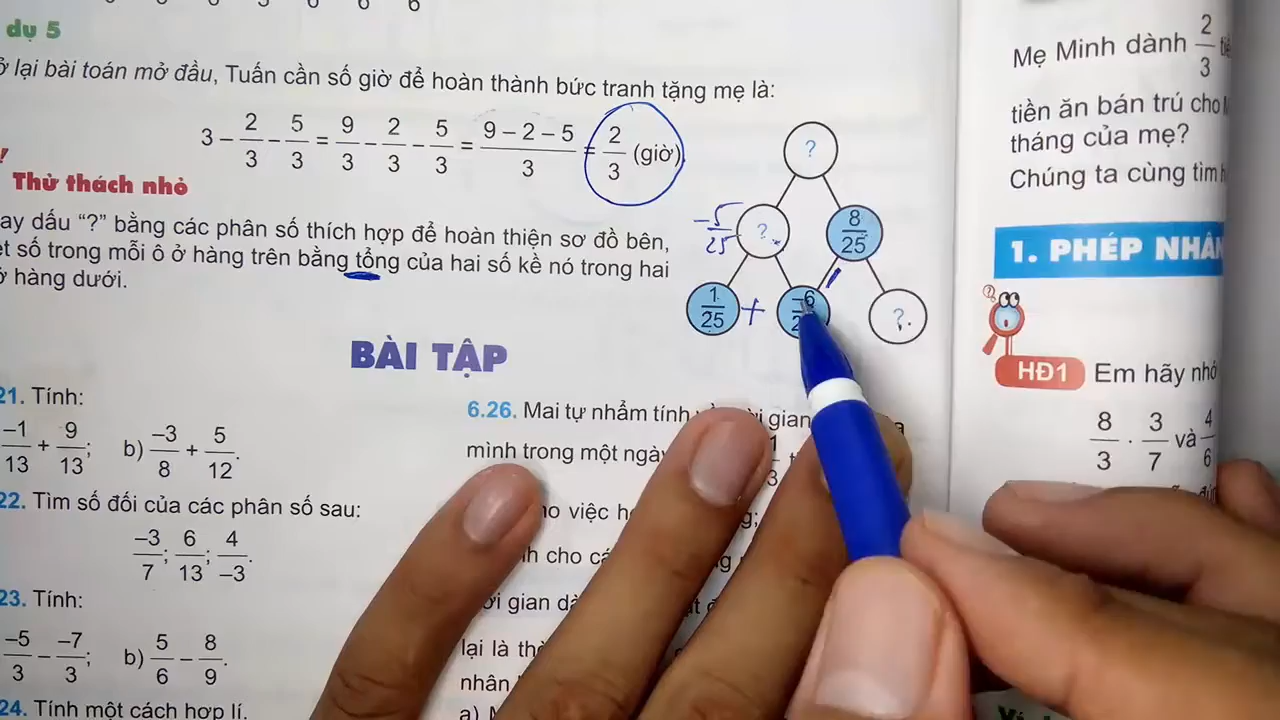 dụ 5
ở lại bài toán mở đầu, Tuấn cần số giờ để hoàn thành bức tranh tặng mẹ là:
3 − 2/3 − 5/3 = 9/3 − 2/3 − 5/3 = (9 − 2 − 5)/3 = 2/3 (giờ).
Thử thách nhỏ
ay dấu “?” bằng các phân số thích hợp để hoàn thiện sơ đồ bên,
ết số trong mỗi ô ở hàng trên bằng tổng của hai số kề nó trong hai
ở hàng dưới.
?
−5/25 ? 8/25
1/25 + −6 ?
BÀI TẬP
21. Tính:
−1/13 + 9/13; b) −3/8 + 5/12.
22. Tìm số đối của các phân số sau:
−3/7; 6/13; 4/−3.
23. Tính:
−5/3 − −7/3; b) 5/6 − 8/9.
24. Tính một cách hợp lí.
6.26. Mai tự nhẩm tính gian
mình trong một ngày
1/3
việc
cho
gian
lại là
nhân
a)
Mẹ Minh dành 2/3
tiền ăn bán trú cho
tháng của mẹ?
Chúng ta cùng tìm
1. PHÉP NHÂN
HĐ1 Em hãy nhớ
8/3 · 3/7 và 4/6